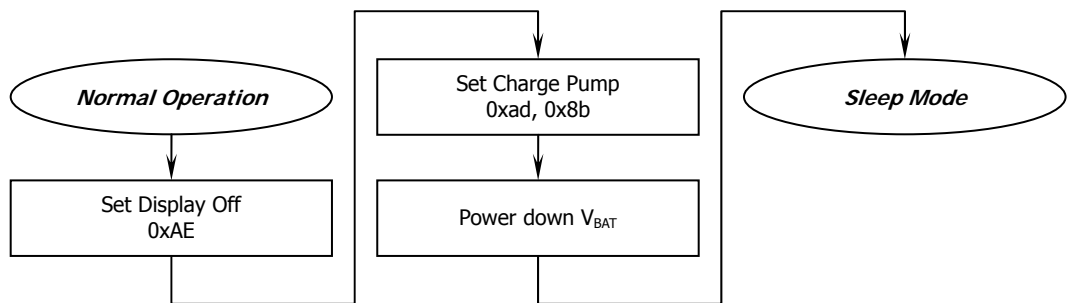 Normal Operation
Set Display Off
0xAE
Set Charge Pump
0xad, 0x8b
Power down VBAT
Sleep Mode